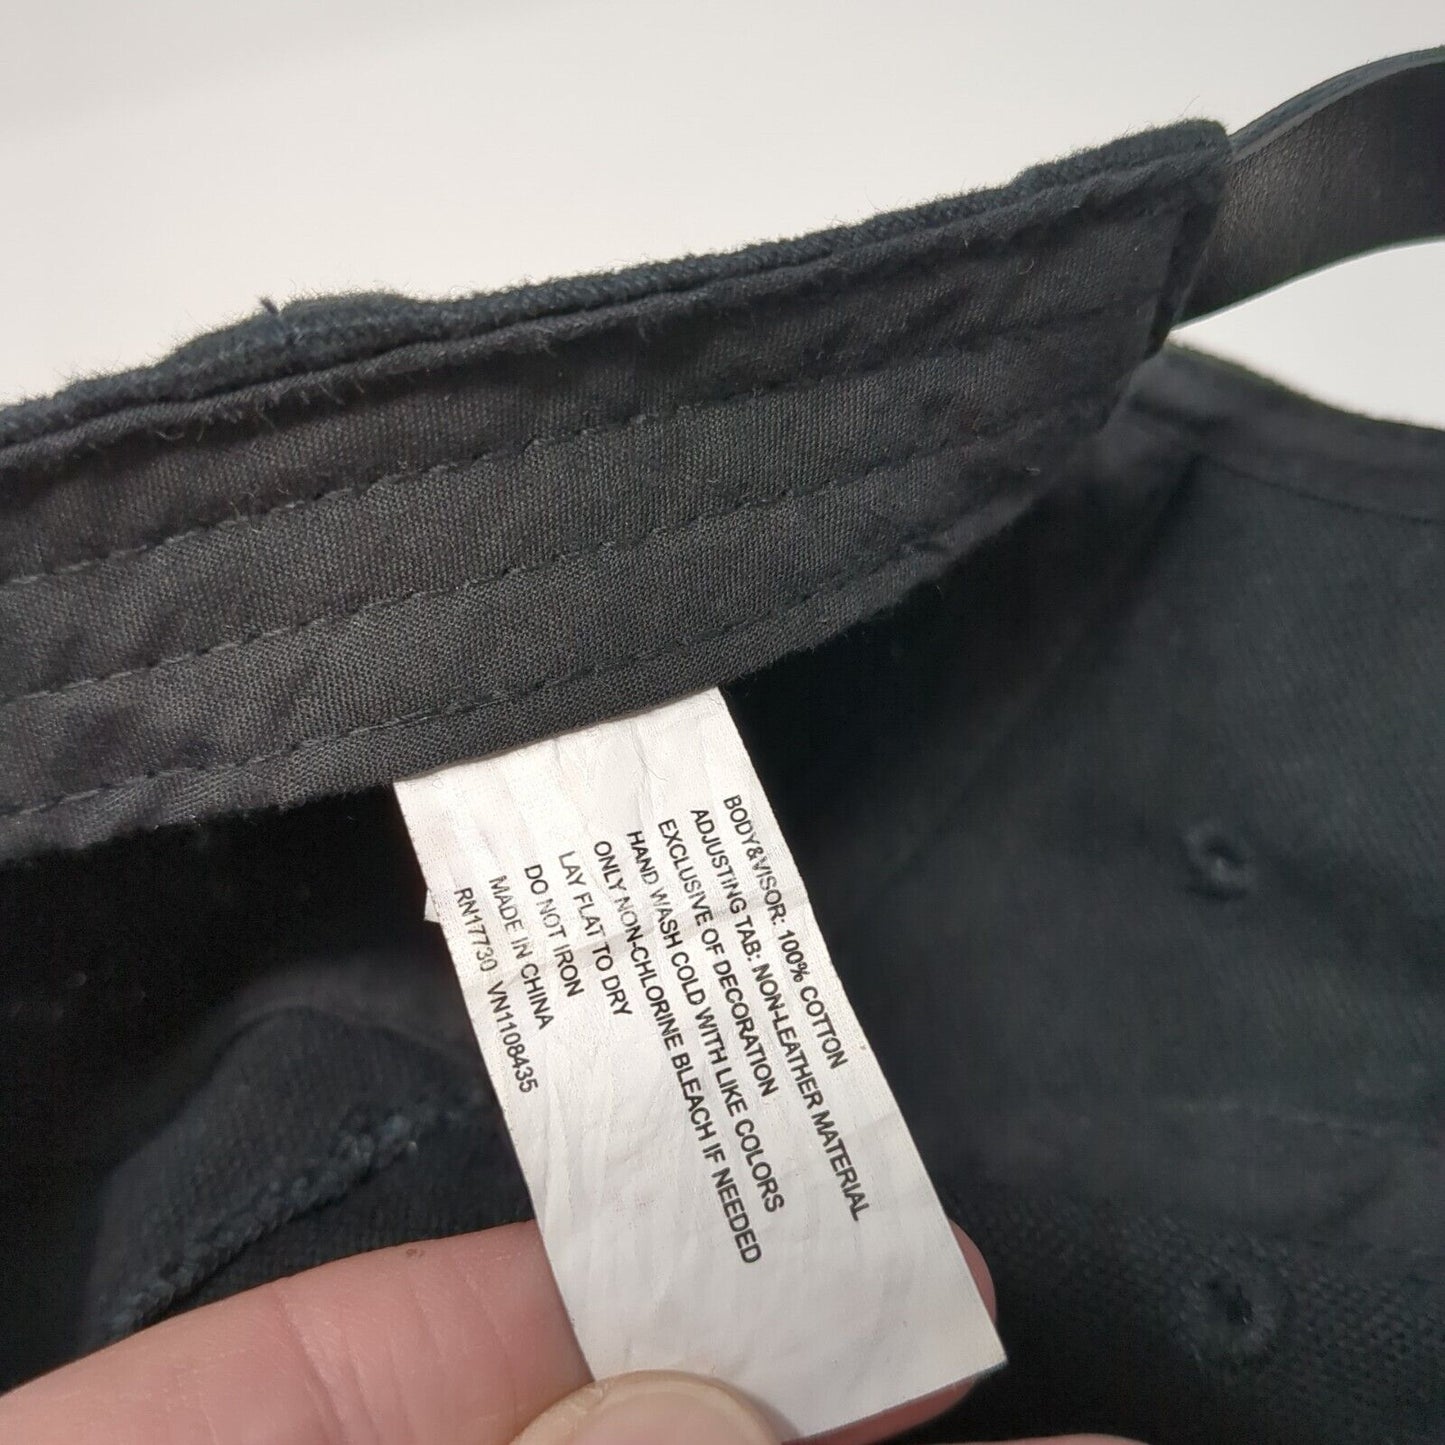 BODY&VISOR: 100% COTTON
ADJUSTING TAB: NON-LEATHER MATERIAL
EXCLUSIVE OF DECORATION
HAND WASH COLD WITH LIKE COLORS
ONLY NON-CHLORINE BLEACH IF NEEDED
LAY FLAT TO DRY
DO NOT IRON
MADE IN CHINA
RN17730 VN1108435